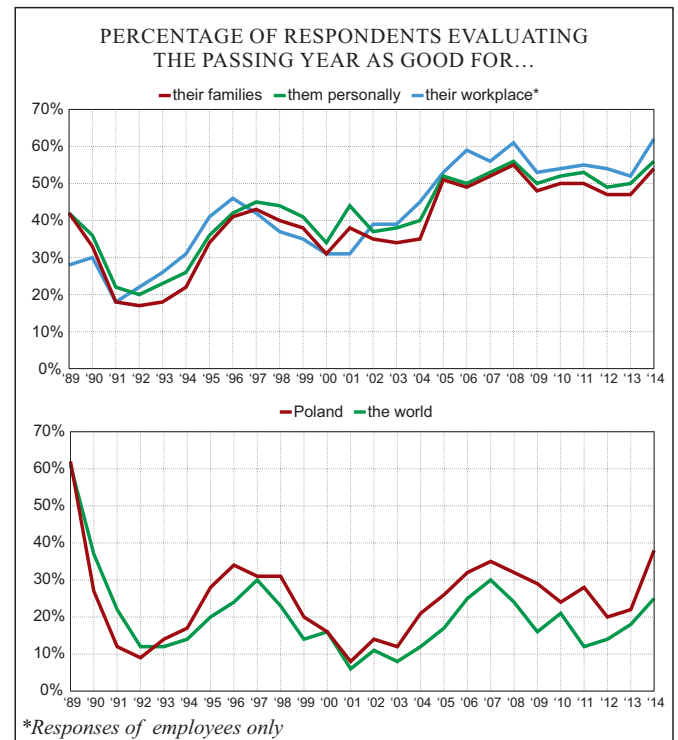 PERCENTAGE OF RESPONDENTS EVALUATING
THE PASSING YEAR AS GOOD FOR…
their families them personally their workplace*
70%
60%
50%
40%
30%
20%
10%
0%
‘89 ‘90 ‘91 ‘92 ‘93 ‘94 ‘95 ‘96 ‘97 ‘98 ‘99 ‘00 ‘01 ‘02 ‘03 ‘04 ‘05 ‘06 ‘07 ‘08 ‘09 ‘10 ‘11 ‘12 ‘13 ‘14
Poland the world
70%
60%
50%
40%
30%
20%
10%
0%
‘89 ‘90 ‘91 ‘92 ‘93 ‘94 ‘95 ‘96 ‘97 ‘98 ‘99 ‘00 ‘01 ‘02 ‘03 ‘04 ‘05 ‘06 ‘07 ‘08 ‘09 ‘10 ‘11 ‘12 ‘13 ‘14
*Responses of employees only